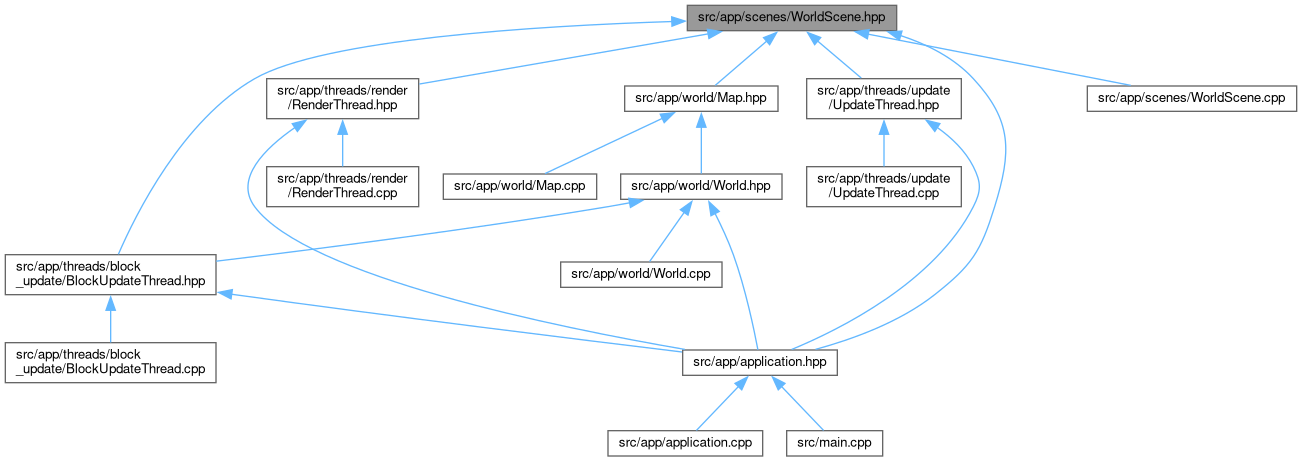 src/app/scenes/WorldScene.hpp
src/app/threads/render
/RenderThread.hpp
src/app/world/Map.hpp
src/app/threads/update
/UpdateThread.hpp
src/app/scenes/WorldScene.cpp
src/app/threads/render
/RenderThread.cpp
src/app/world/Map.cpp
src/app/world/World.hpp
src/app/threads/update
/UpdateThread.cpp
src/app/threads/block
_update/BlockUpdateThread.hpp
src/app/world/World.cpp
src/app/threads/block
_update/BlockUpdateThread.cpp
src/app/application.hpp
src/app/application.cpp
src/main.cpp